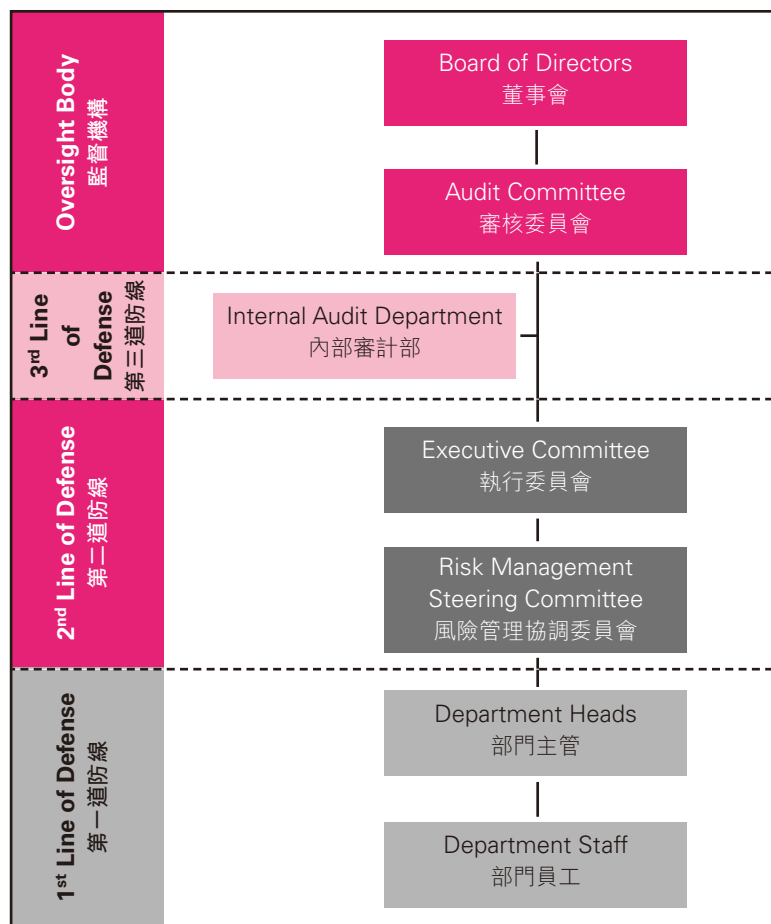 Oversight Body
監督機構
Board of Directors
董事會
Audit Committee
審核委員會
3rd Line
of
Defense
第三道防線
Internal Audit Department
內部審計部
2nd Line of Defense
第二道防線
Executive Committee
執行委員會
Risk Management
Steering Committee
風險管理協調委員會
1st Line of Defense
第一道防線
Department Heads
部門主管
Department Staff
部門員工